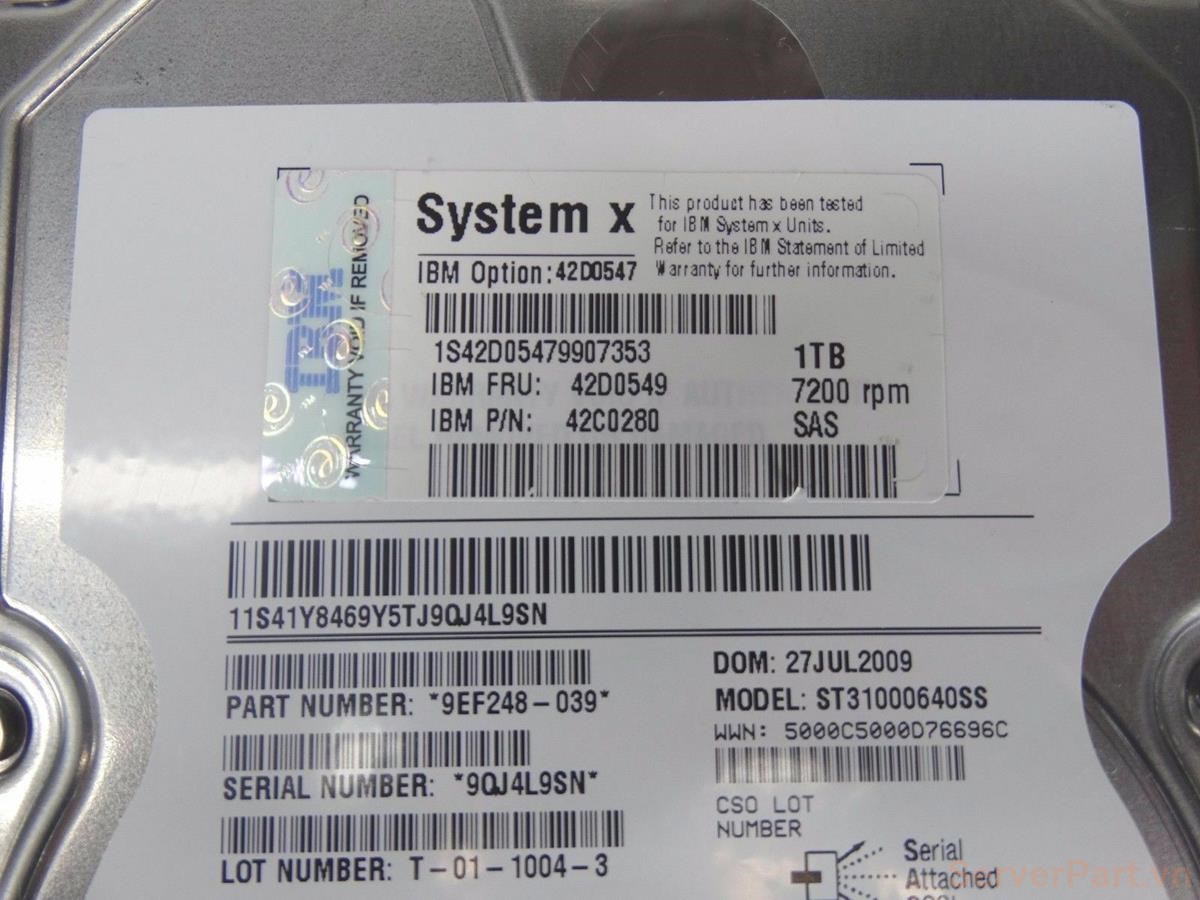 System x
This product has been tested
for IBM System x Units.
Refer to the IBM Statement of Limited
Warranty for further information.
IBM Option:42D0547
1S42D05479907353
IBM FRU: 42D0549
IBM P/N: 42C0280
1TB
7200 rpm
SAS
IBM
WARRANTY VOID IF REMOVED
11S41Y8469Y5TJ9QJ4L9SN
PART NUMBER: *9EF248-039*
SERIAL NUMBER: *9QJ4L9SN*
LOT NUMBER: T-01-1004-3
DOM: 27JUL2009
MODEL: ST31000640SS
WWN: 5000C5000D76696C
CSO LOT
NUMBER
Serial
Attached
ServerPart.vn